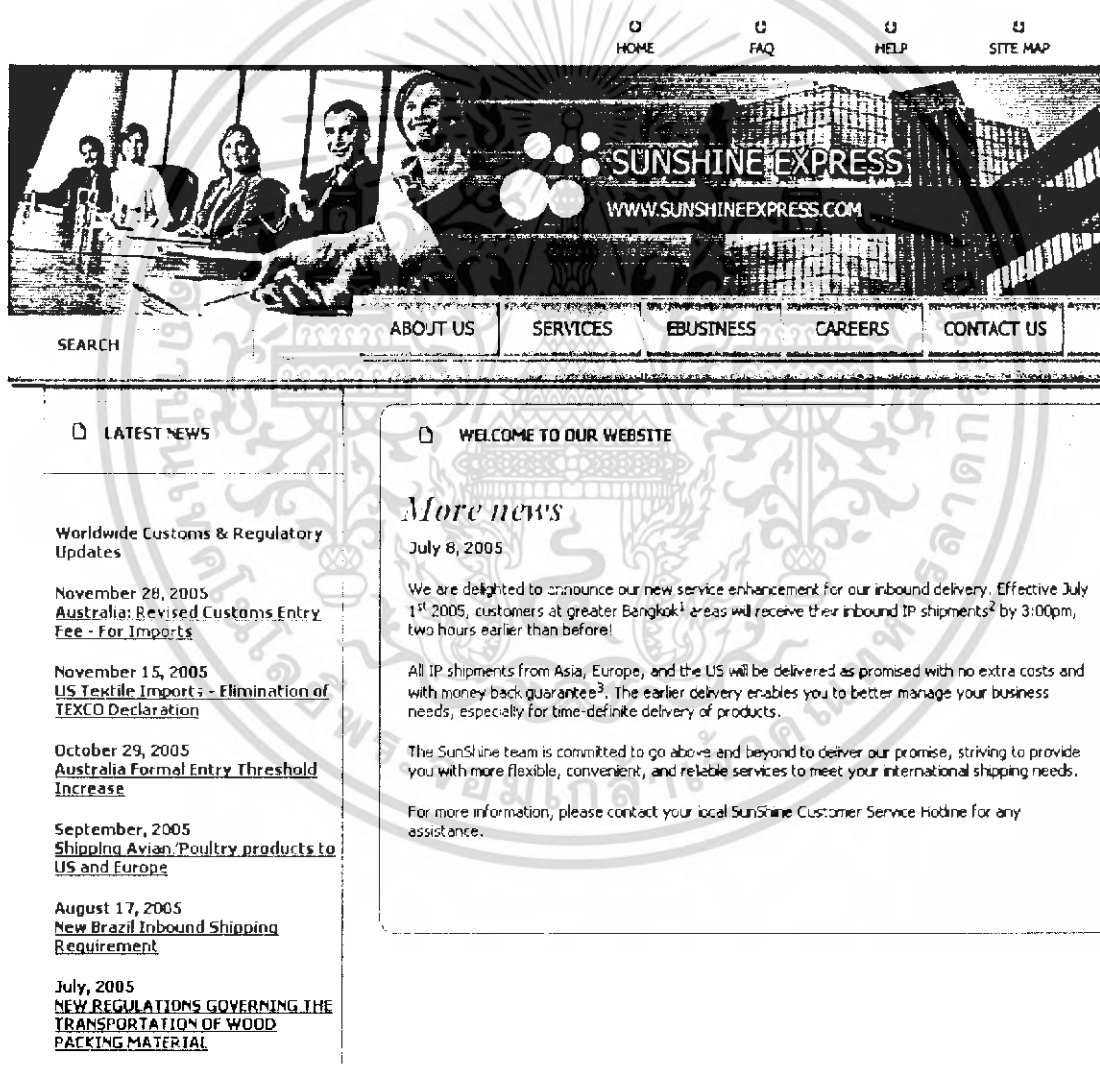 HOME FAQ HELP SITE MAP
SUNSHINE EXPRESS
WWW.SUNSHINEEXPRESS.COM
SEARCH
ABOUT US SERVICES EBUSINESS CAREERS CONTACT US
LATEST NEWS
Worldwide Customs & Regulatory
Updates
November 28, 2005
Australia: Revised Customs Entry
Fee - For Imports
November 15, 2005
US Textile Imports - Elimination of
TEXCO Declaration
October 29, 2005
Australia Formal Entry Threshold
Increase
September, 2005
Shipping Avian/Poultry products to
US and Europe
August 17, 2005
New Brazil Inbound Shipping
Requirement
July, 2005
NEW REGULATIONS GOVERNING THE
TRANSPORTATION OF WOOD
PACKING MATERIAL
WELCOME TO OUR WEBSITE
More news
July 8, 2005
We are delighted to announce our new service enhancement for our inbound delivery. Effective July
1st 2005, customers at greater Bangkok¹ areas will receive their inbound IP shipments² by 3:00pm,
two hours earlier than before!
All IP shipments from Asia, Europe, and the US will be delivered as promised with no extra costs and
with money back guarantee³. The earlier delivery enables you to better manage your business
needs, especially for time-definite delivery of products.
The SunShine team is committed to go above and beyond to deliver our promise, striving to provide
you with more flexible, convenient, and reliable services to meet your international shipping needs.
For more information, please contact your local SunShine Customer Service Hotline for any
assistance.